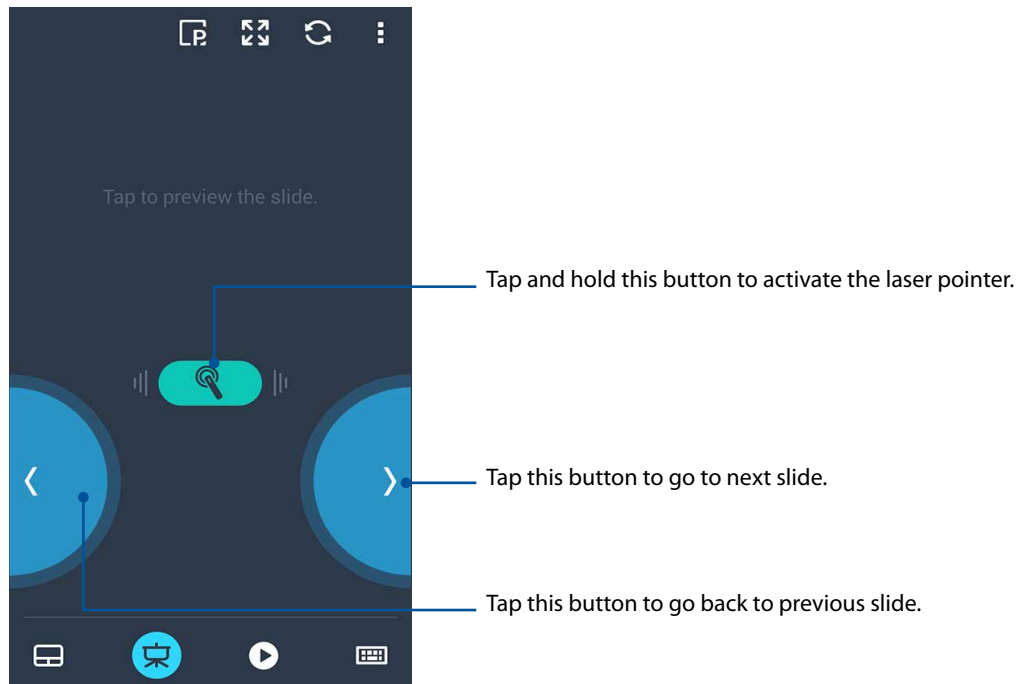 P
Tap to preview the slide.
Tap and hold this button to activate the laser pointer.
Tap this button to go to next slide.
Tap this button to go back to previous slide.